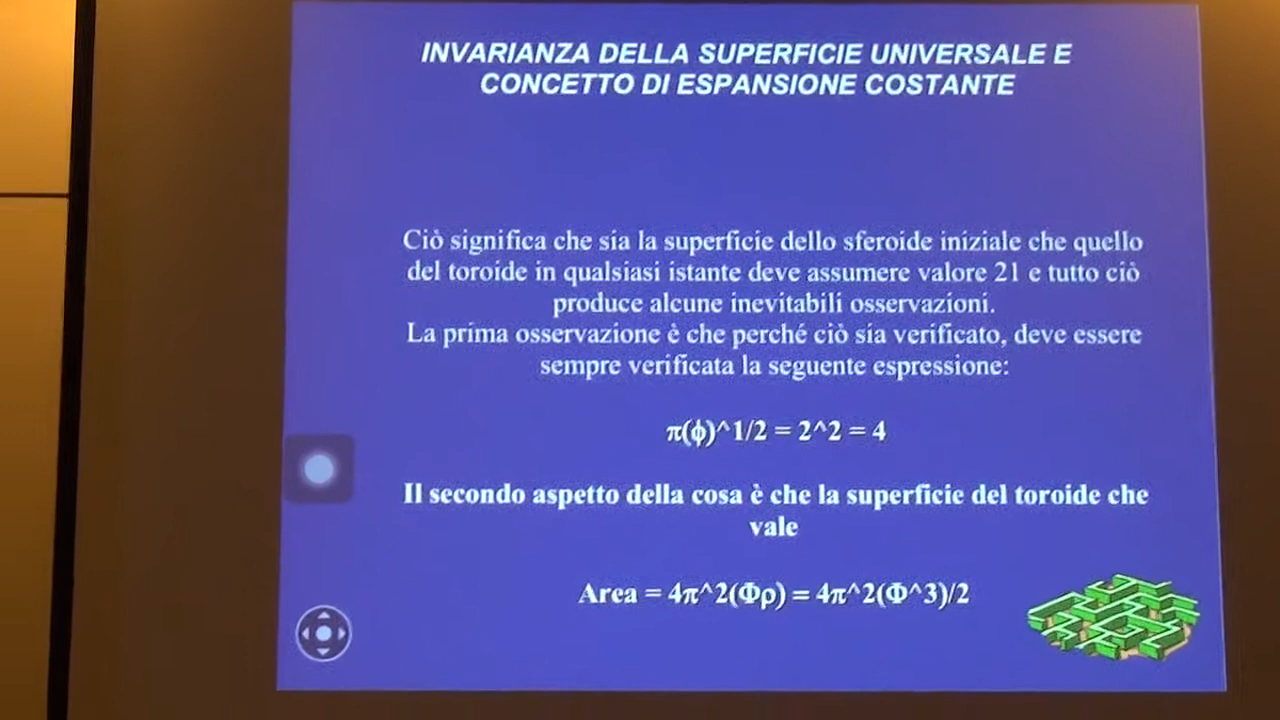 INVARIANZA DELLA SUPERFICIE UNIVERSALE E
CONCETTO DI ESPANSIONE COSTANTE
Ciò significa che sia la superficie dello sferoide iniziale che quello
del toroide in qualsiasi istante deve assumere valore 21 e tutto ciò
produce alcune inevitabili osservazioni.
La prima osservazione è che perché ciò sia verificato, deve essere
sempre verificata la seguente espressione:
π(ϕ)^1/2 = 2^2 = 4
Il secondo aspetto della cosa è che la superficie del toroide che
vale
Area = 4π^2(Φρ) = 4π^2(Φ^3)/2